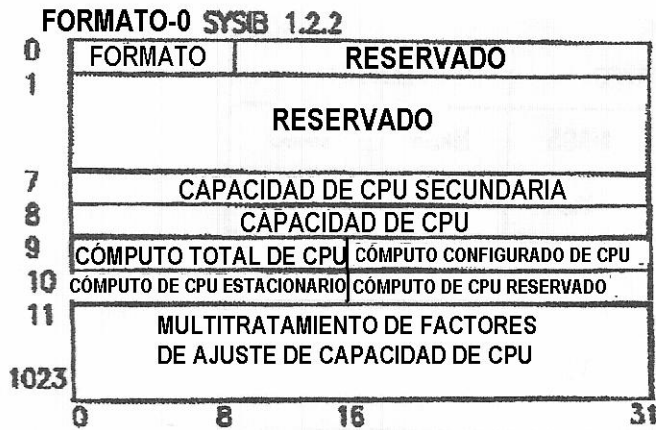 FORMATO-0 SYSIB 1.2.2
0 FORMATO RESERVADO
1
RESERVADO
7 CAPACIDAD DE CPU SECUNDARIA
8 CAPACIDAD DE CPU
9 CÓMPUTO TOTAL DE CPU CÓMPUTO CONFIGURADO DE CPU
10 CÓMPUTO DE CPU ESTACIONARIO CÓMPUTO DE CPU RESERVADO
11 MULTITRATAMIENTO DE FACTORES
DE AJUSTE DE CAPACIDAD DE CPU
1023
0 8 16 31